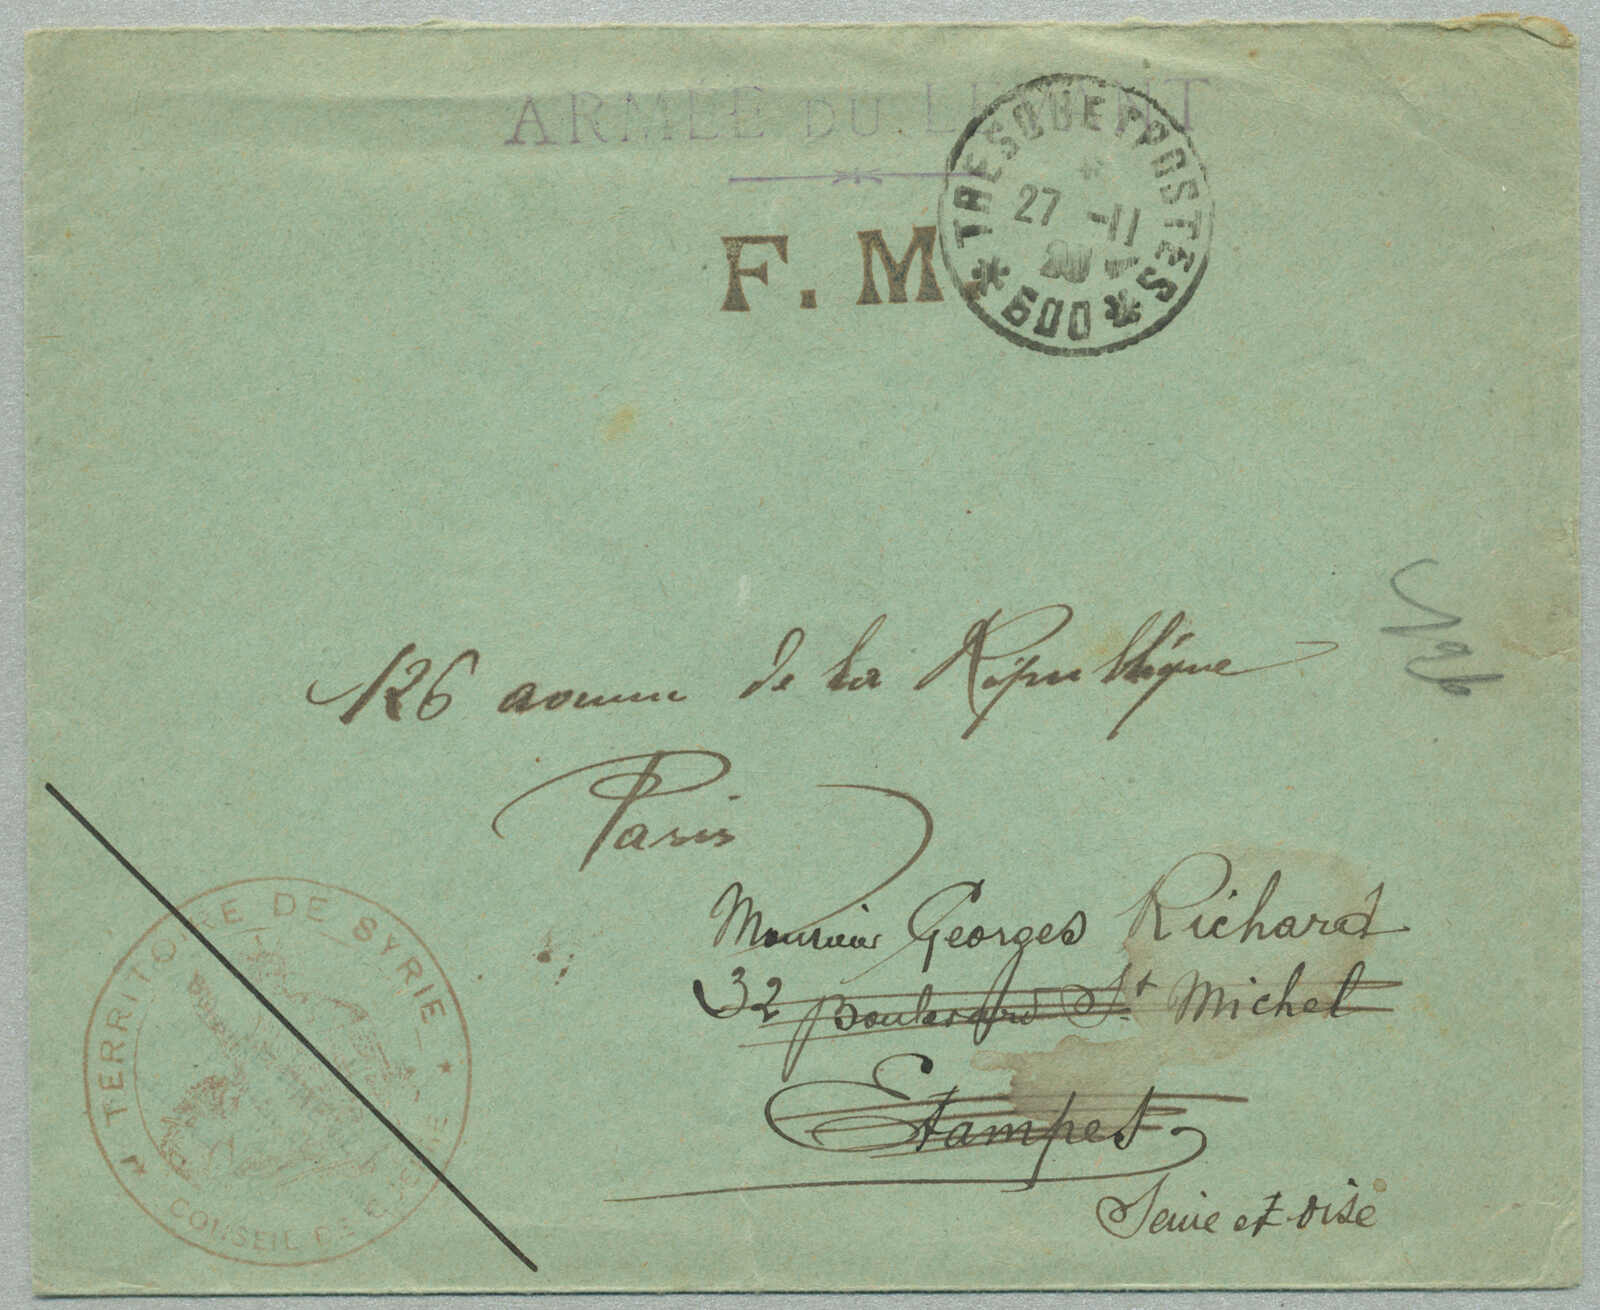 ARMÉE DU LEVANT
TRESOR ET POSTES
27 -11
20
* 600 *
F. M
126 avenue de la République
Paris
Monsieur Georges Richard
32 Boulevard St Michel
Etampes
Seine et Oise
TERRITOIRE DE SYRIE
CONSEIL DE GUERRE